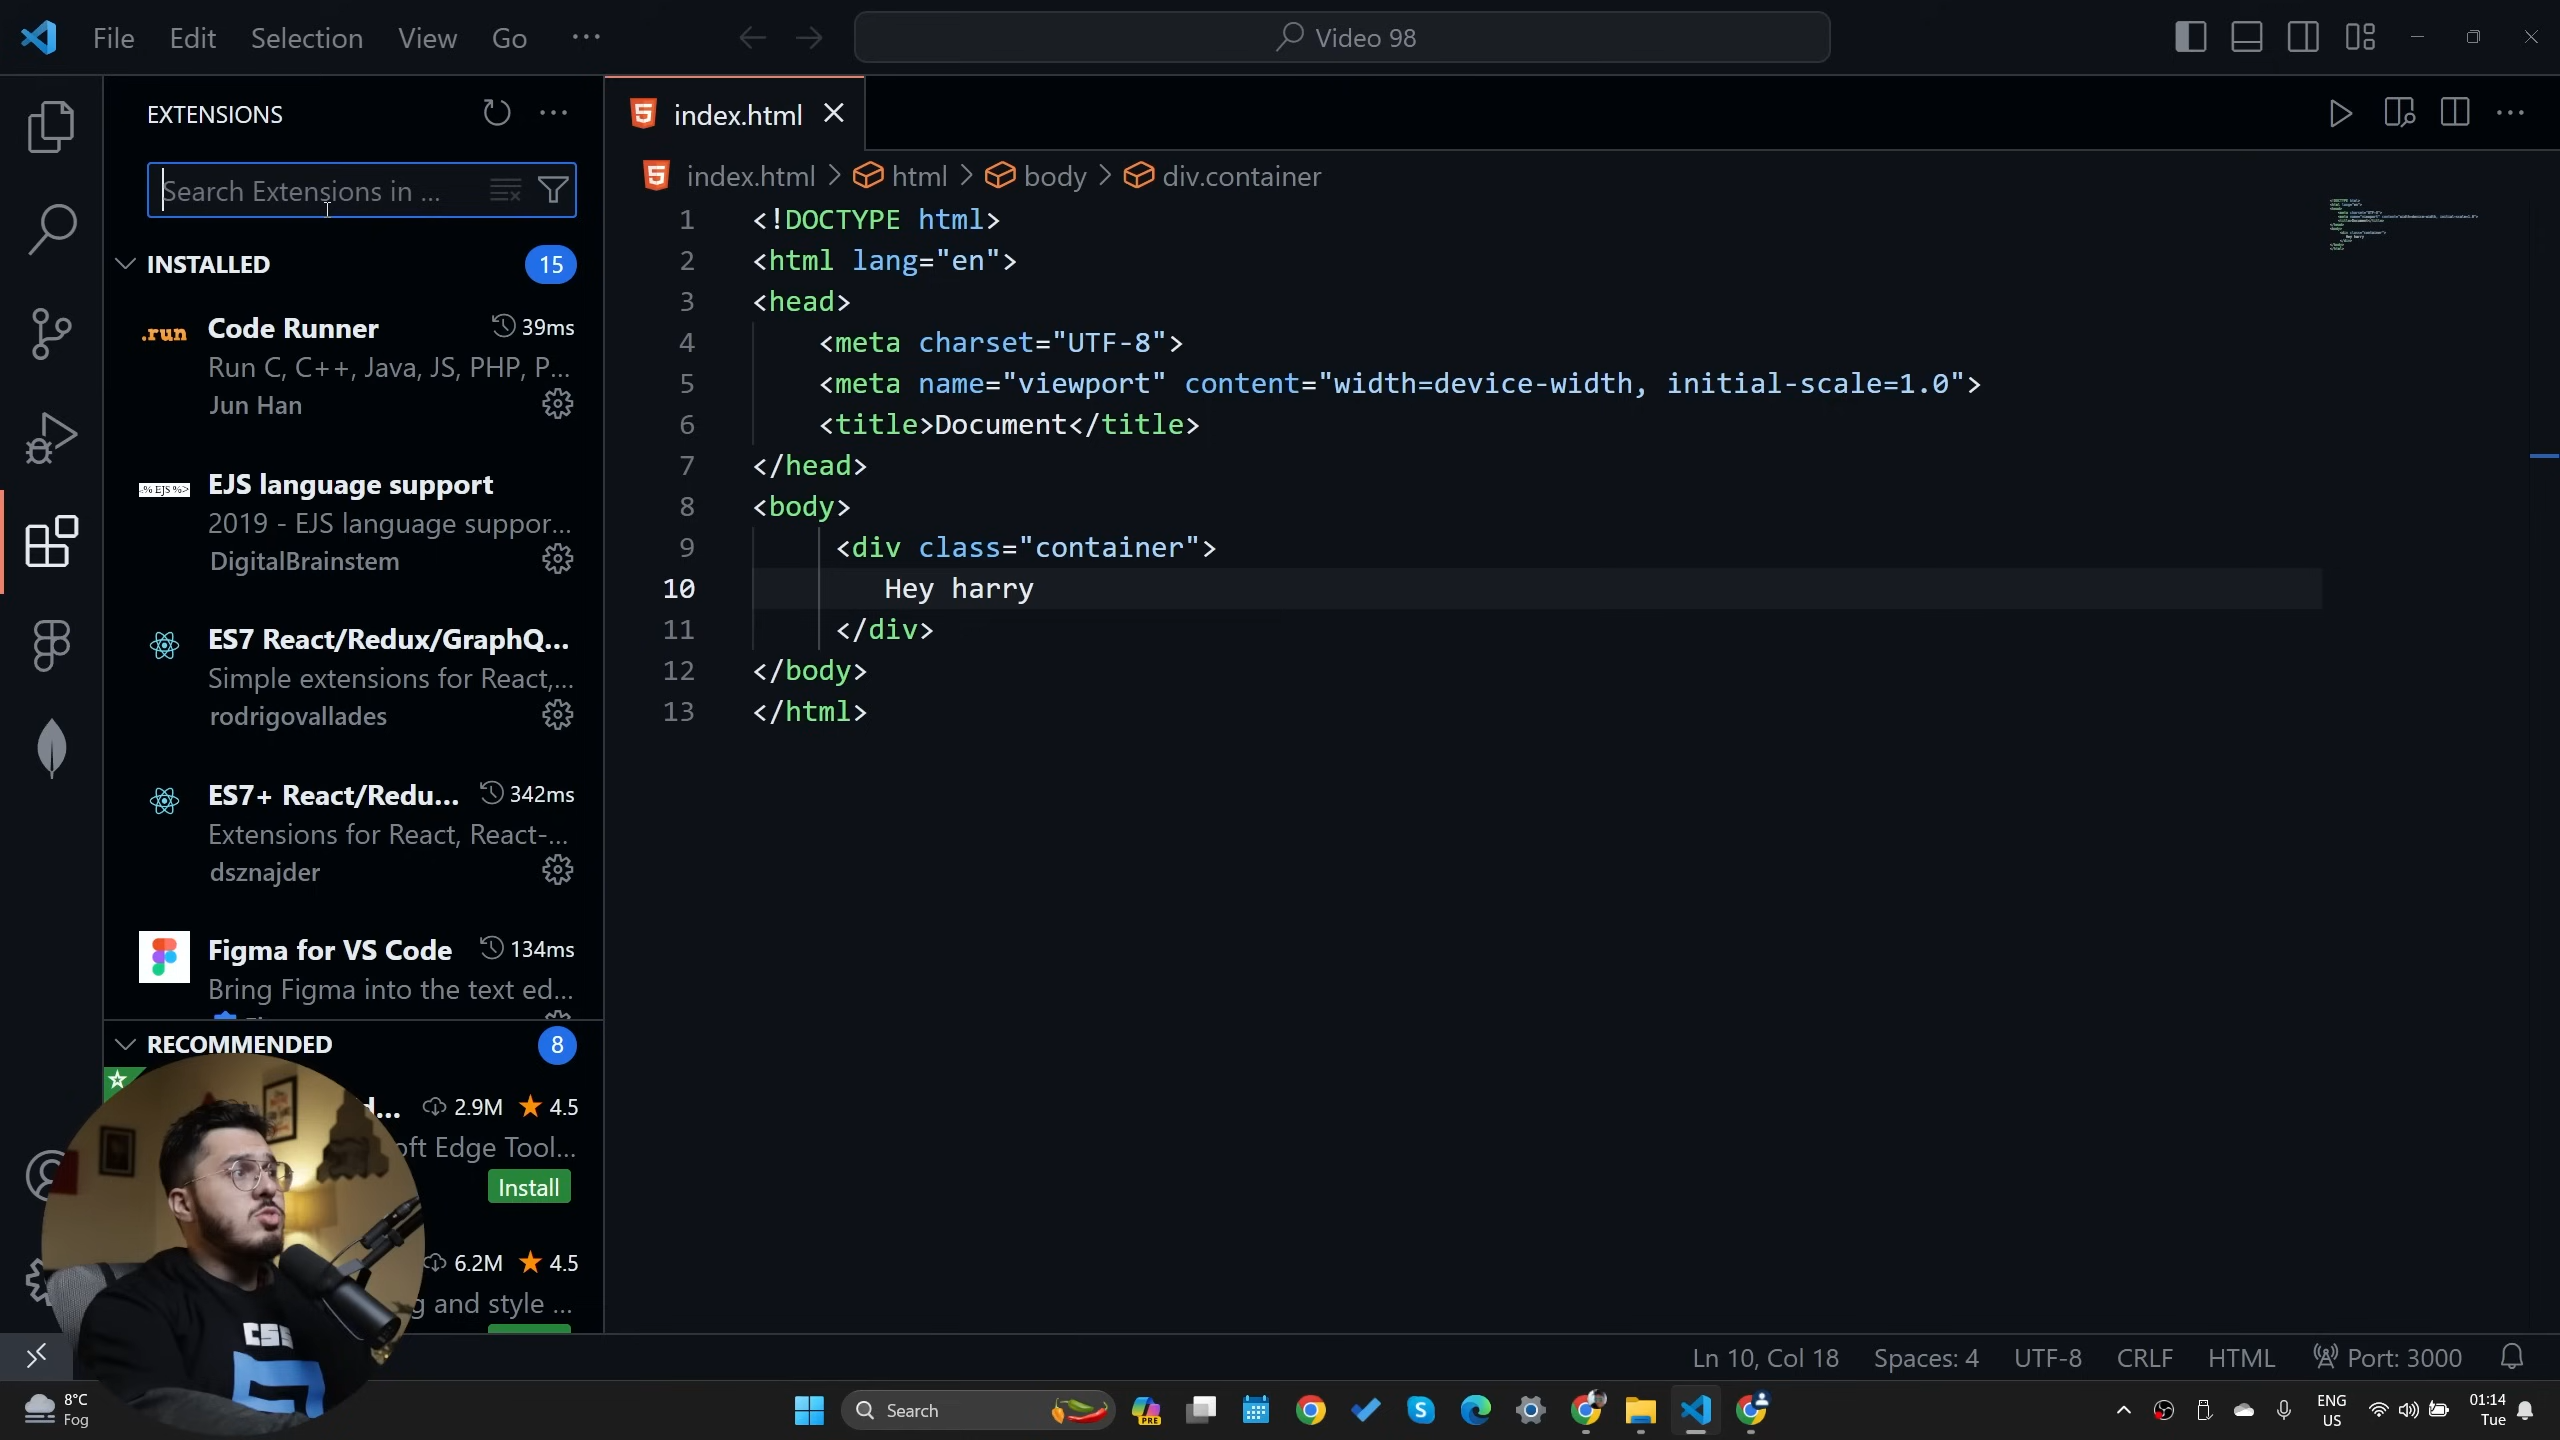 File Edit Selection View Go ···
Video 98
EXTENSIONS
Search Extensions in ...
INSTALLED 15
.run Code Runner 39ms
Run C, C++, Java, JS, PHP, P...
Jun Han
<% EJS %> EJS language support
2019 - EJS language suppor...
DigitalBrainstem
ES7 React/Redux/GraphQ...
Simple extensions for React,...
rodrigovallades
ES7+ React/Redu... 342ms
Extensions for React, React-...
dsznajder
Figma for VS Code 134ms
Bring Figma into the text ed...
RECOMMENDED 8
d... 2.9M 4.5
oft Edge Tool...
Install
6.2M 4.5
g and style ...
CSS
index.html
index.html > html > body > div.container
1 <!DOCTYPE html>
2 <html lang="en">
3 <head>
4 <meta charset="UTF-8">
5 <meta name="viewport" content="width=device-width, initial-scale=1.0">
6 <title>Document</title>
7 </head>
8 <body>
9 <div class="container">
10 Hey harry
11 </div>
12 </body>
13 </html>
Ln 10, Col 18 Spaces: 4 UTF-8 CRLF HTML Port: 3000
8°C
Fog
Search
PRE
ENG
US
01:14
Tue